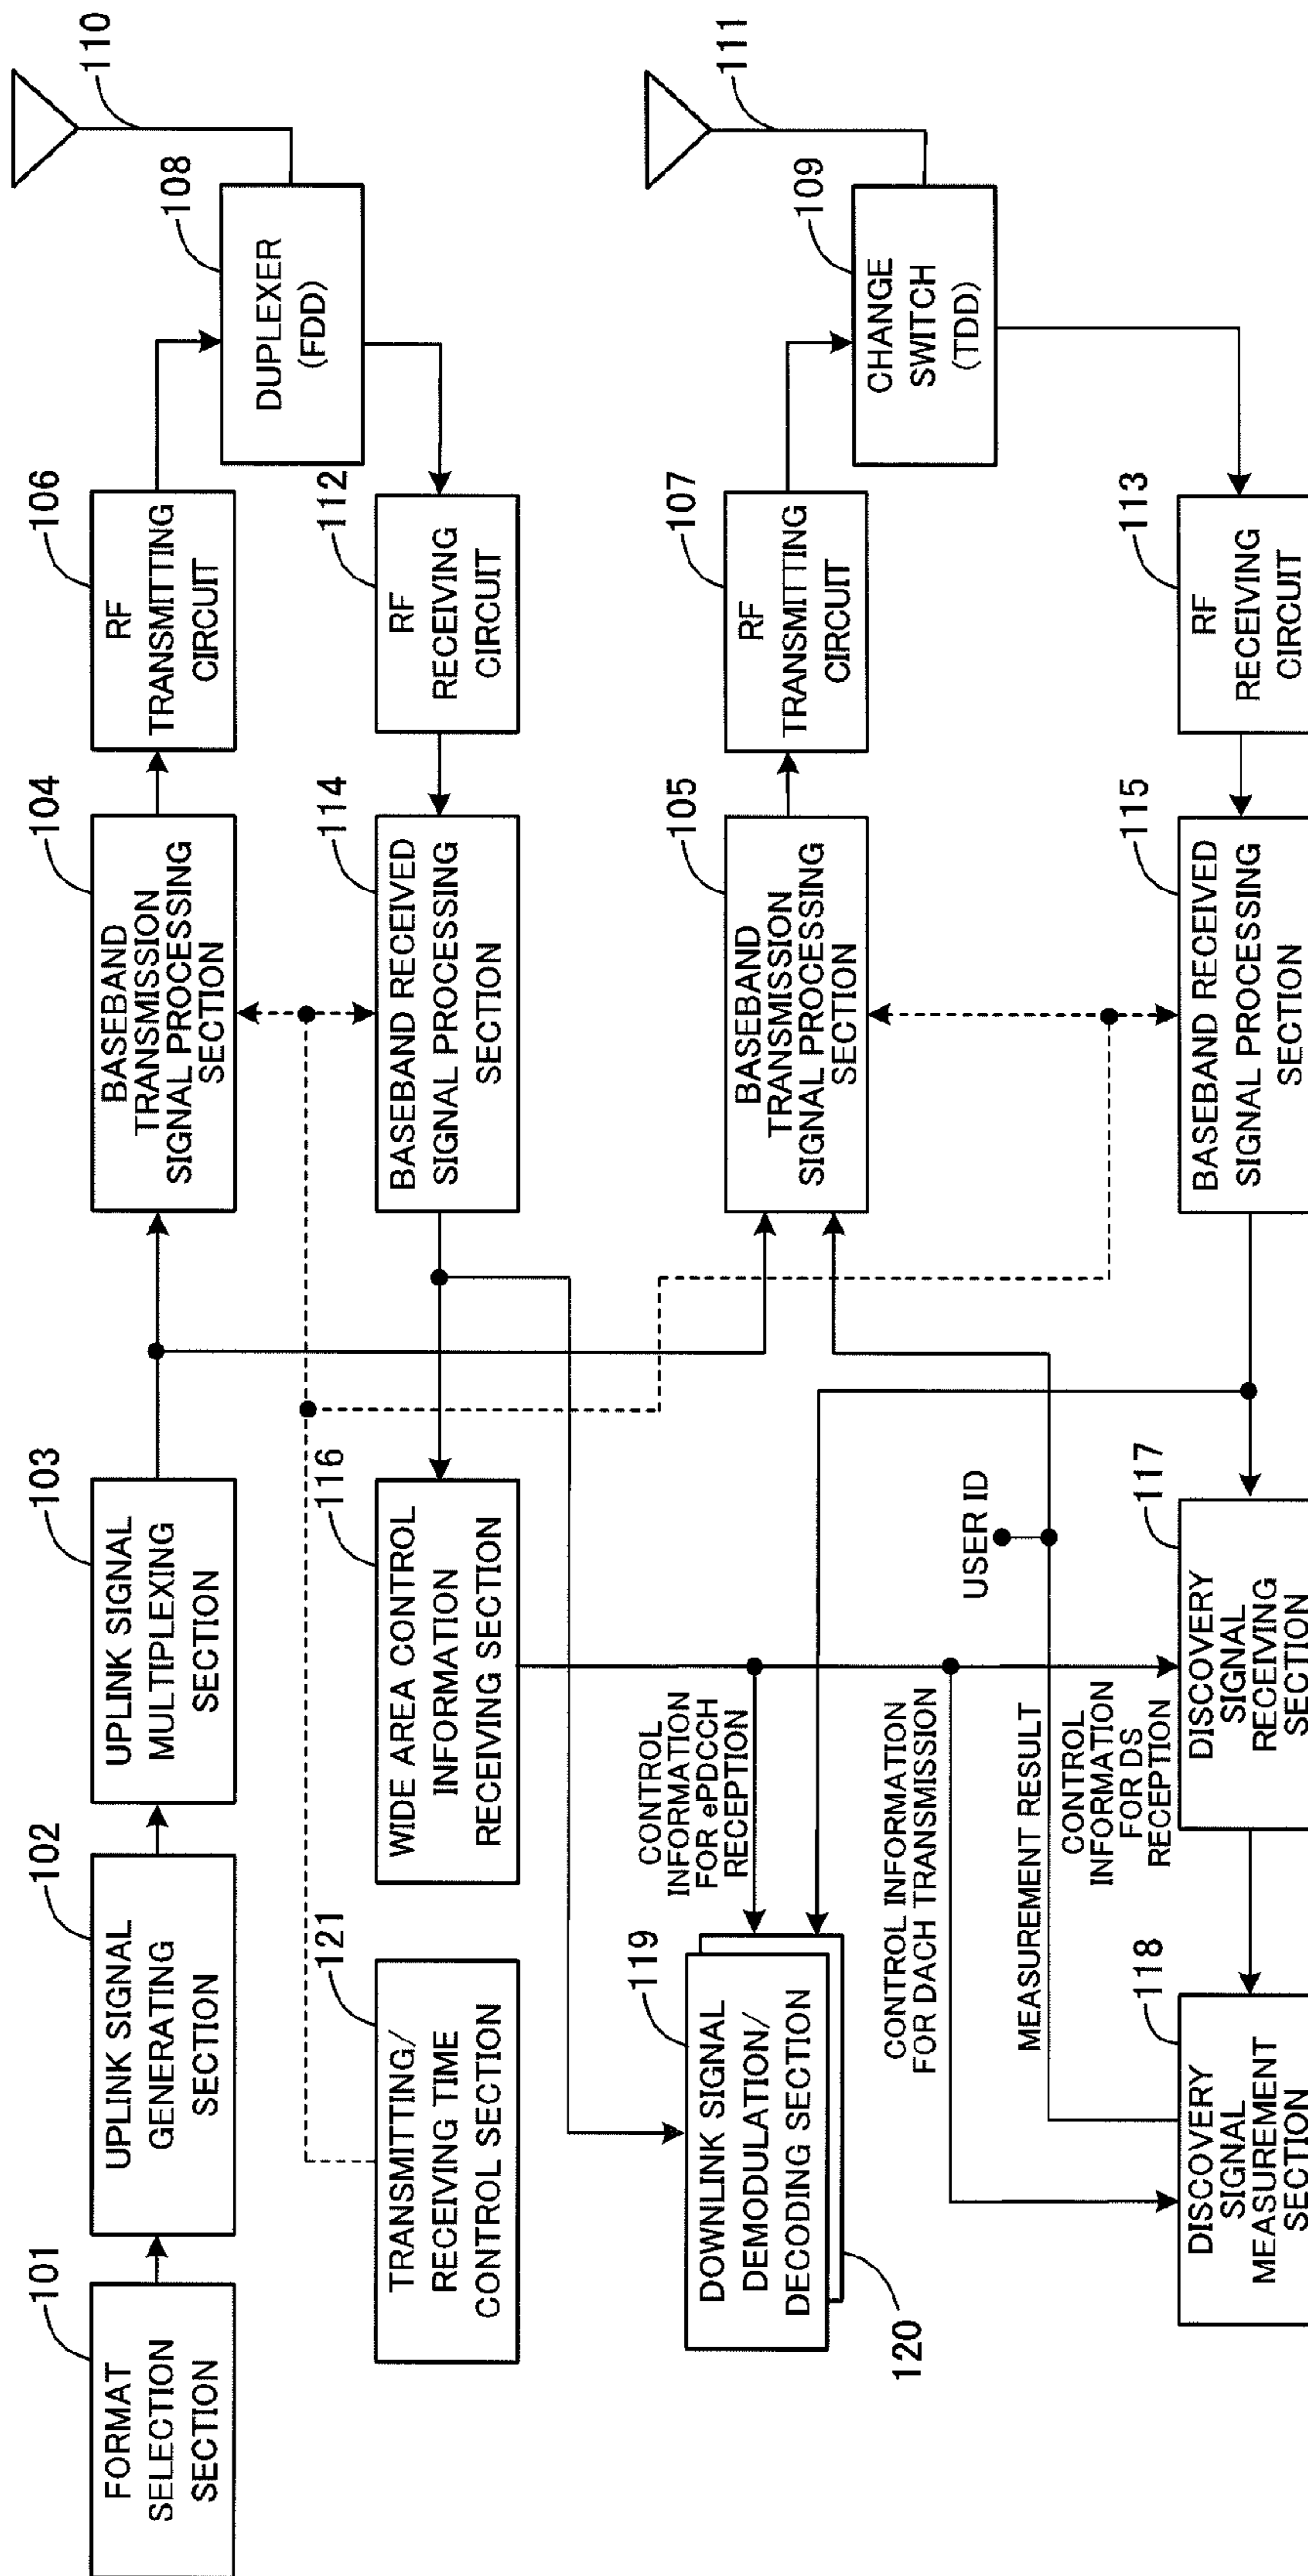 101
FORMAT
SELECTION
SECTION
102
UPLINK SIGNAL
GENERATING
SECTION
103
UPLINK SIGNAL
MULTIPLEXING
SECTION
104
BASEBAND
TRANSMISSION
SIGNAL PROCESSING
SECTION
106
RF
TRANSMITTING
CIRCUIT
108
DUPLEXER
(FDD)
110
121
TRANSMITTING/
RECEIVING TIME
CONTROL SECTION
116
WIDE AREA CONTROL
INFORMATION
RECEIVING SECTION
114
BASEBAND RECEIVED
SIGNAL PROCESSING
SECTION
112
RF
RECEIVING
CIRCUIT
119
DOWNLINK SIGNAL
DEMODULATION/
DECODING SECTION
120
CONTROL
INFORMATION
FOR ePDCCH
RECEPTION
105
BASEBAND
TRANSMISSION
SIGNAL PROCESSING
SECTION
107
RF
TRANSMITTING
CIRCUIT
109
CHANGE
SWITCH
(TDD)
111
CONTROL INFORMATION
FOR DACH TRANSMISSION
USER ID
MEASUREMENT RESULT
CONTROL
INFORMATION
FOR DS
RECEPTION
118
DISCOVERY
SIGNAL
MEASUREMENT
SECTION
117
DISCOVERY
SIGNAL
RECEIVING
SECTION
115
BASEBAND RECEIVED
SIGNAL PROCESSING
SECTION
113
RF
RECEIVING
CIRCUIT